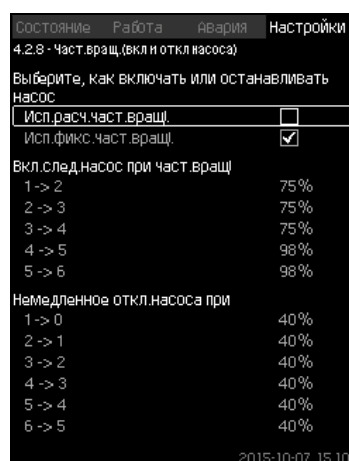 Состояние Работа Авария Настройки
4.2.8 - Част.вращ.(вкл и откл насоса)
Выберите, как включать или останавливать
насос
Исп.расч.част.вращ.
Исп.фикс.част.вращ.
Вкл.след.насос при част.вращ
1 -> 2 75%
2 -> 3 75%
3 -> 4 75%
4 -> 5 98%
5 -> 6 98%
Немедленное откл.насоса при
1 -> 0 40%
2 -> 1 40%
3 -> 2 40%
4 -> 3 40%
5 -> 4 40%
6 -> 5 40%
2015-10-07 15:10